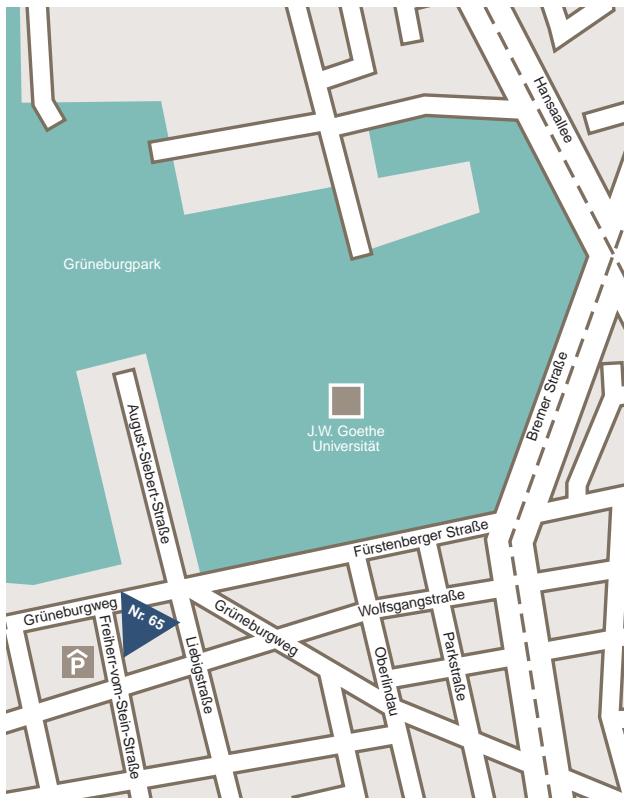 Hansaallee
Grüneburgpark
Bremer Straße
August-Siebert-Straße
J.W. Goethe
Universität
Fürstenberger Straße
Grüneburgweg
Nr. 65
Grüneburgweg
Wolfsgangstraße
Freiherr-vom-Stein-Straße
Liebigstraße
Oberlindau
Parkstraße
P